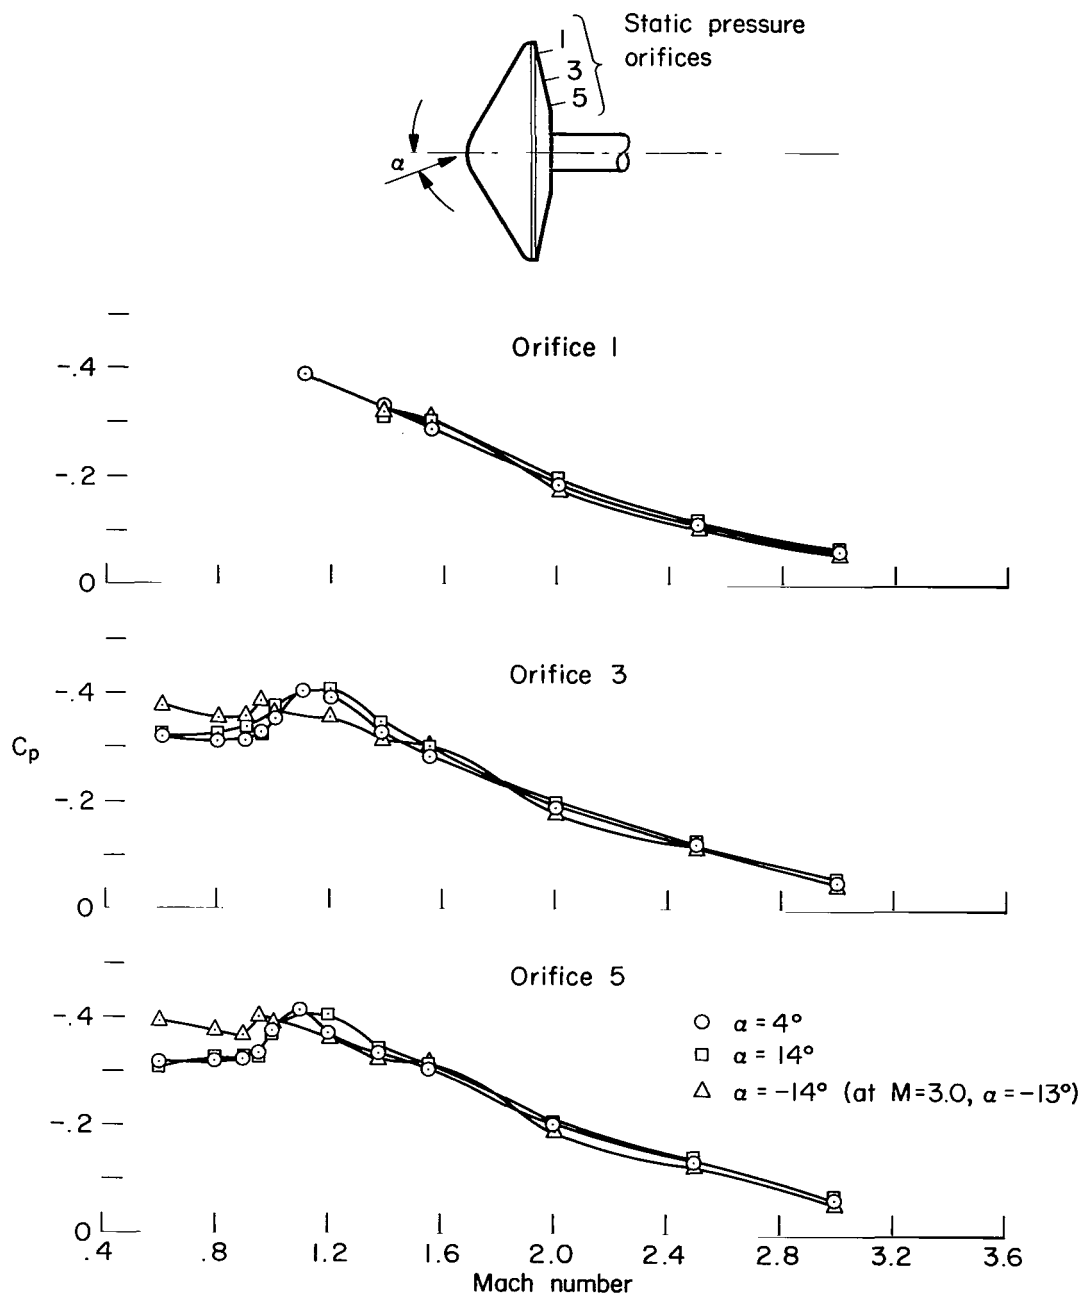 Static pressure
orifices
1
3
5
α
Orifice 1
-.4
-.2
0
Orifice 3
-.4
Cp
-.2
0
Orifice 5
-.4
α = 4°
α = 14°
α = -14° (at M=3.0, α = -13°)
-.2
0
.4 .8 1.2 1.6 2.0 2.4 2.8 3.2 3.6
Mach number